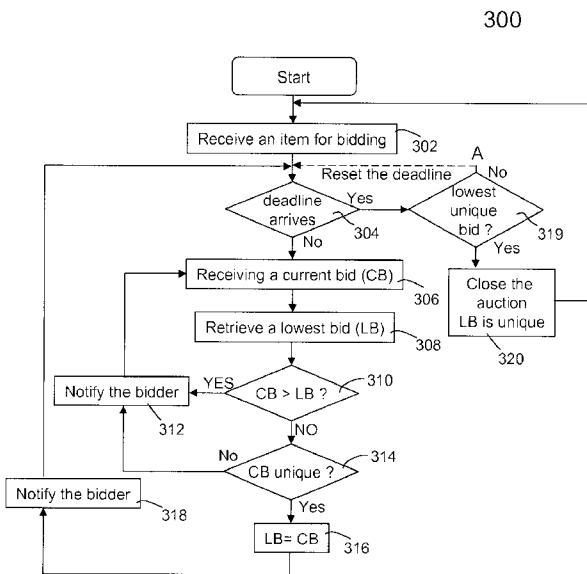 300
Start
Receive an item for bidding
302
A
Reset the deadline
No
deadline
arrives
304
Yes
lowest
unique
bid ?
319
No
Yes
Receiving a current bid (CB)
306
Close the
auction
LB is unique
320
Retrieve a lowest bid (LB)
308
CB > LB ?
310
YES
Notify the bidder
312
NO
No
CB unique ?
314
Yes
Notify the bidder
318
LB= CB
316